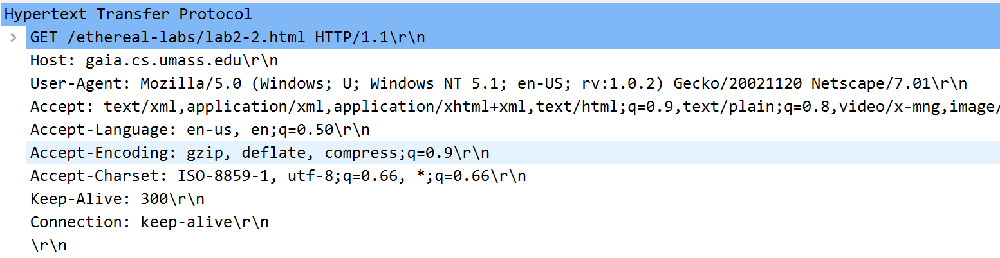 Hypertext Transfer Protocol
GET /ethereal-labs/lab2-2.html HTTP/1.1\r\n
Host: gaia.cs.umass.edu\r\n
User-Agent: Mozilla/5.0 (Windows; U; Windows NT 5.1; en-US; rv:1.0.2) Gecko/20021120 Netscape/7.01\r\n
Accept: text/xml,application/xml,application/xhtml+xml,text/html;q=0.9,text/plain;q=0.8,video/x-mng,image/
Accept-Language: en-us, en;q=0.50\r\n
Accept-Encoding: gzip, deflate, compress;q=0.9\r\n
Accept-Charset: ISO-8859-1, utf-8;q=0.66, *;q=0.66\r\n
Keep-Alive: 300\r\n
Connection: keep-alive\r\n
\r\n